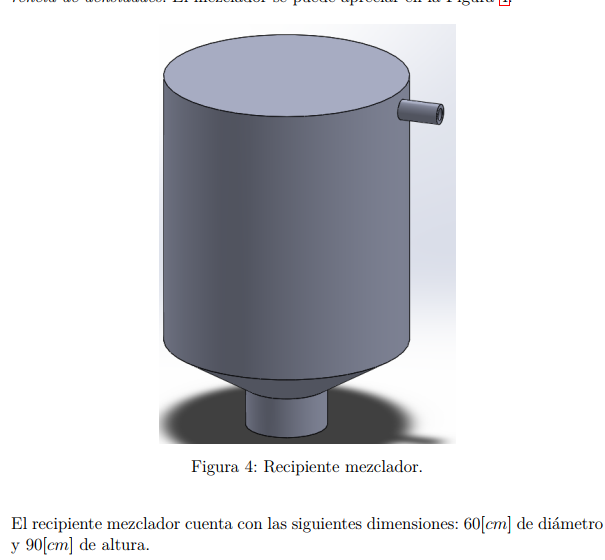 rencia de densidades. El mezclador se puede apreciar en la Figura 4.
Figura 4: Recipiente mezclador.
El recipiente mezclador cuenta con las siguientes dimensiones: 60[cm] de diámetro
y 90[cm] de altura.